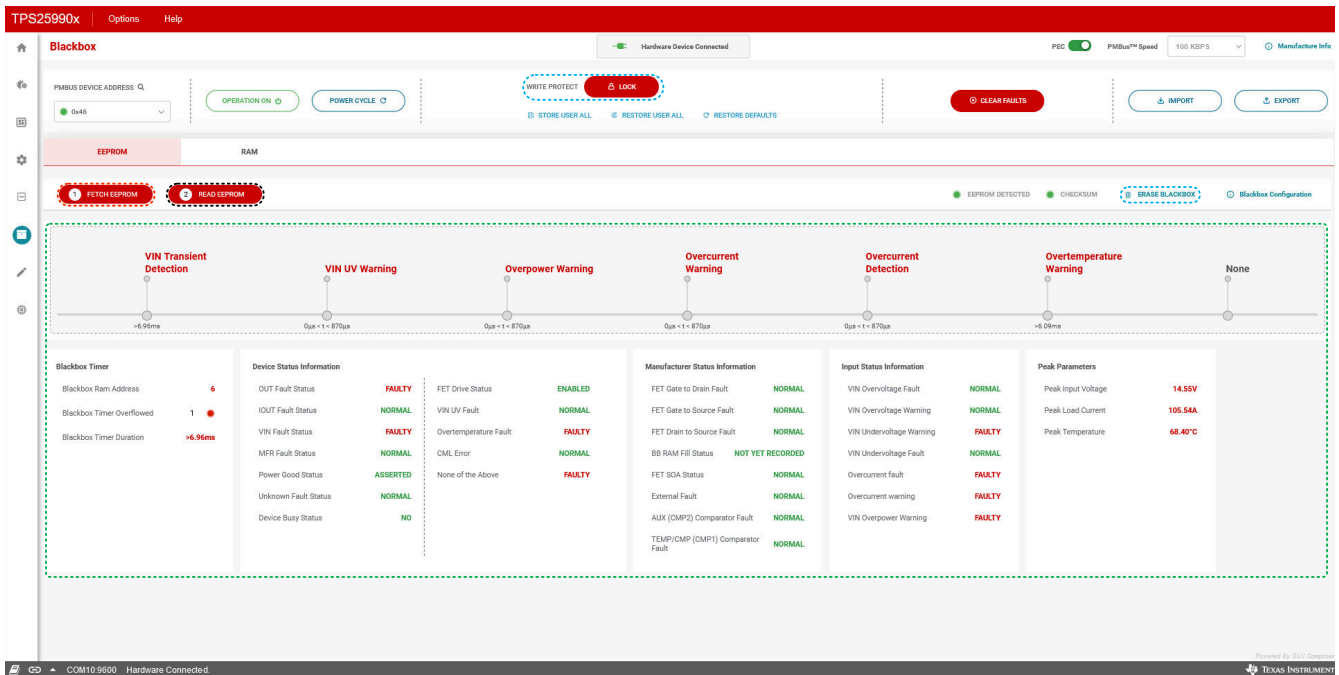 TPS25990x Options Help
Blackbox
Hardware Device Connected
PEC PMBus™ Speed 100 KBPS Manufacture Info
PMBUS DEVICE ADDRESS
0x46
OPERATION ON
POWER CYCLE
WRITE PROTECT LOCK
STORE USER ALL RESTORE USER ALL RESTORE DEFAULTS
CLEAR FAULTS
IMPORT
EXPORT
EEPROM RAM
1 FETCH EEPROM
2 READ EEPROM
EEPROM DETECTED CHECKSUM ERASE BLACKBOX Blackbox Configuration
VIN Transient
Detection
>6.96ms
VIN UV Warning
0µs < t < 870µs
Overpower Warning
0µs < t < 870µs
Overcurrent
Warning
0µs < t < 870µs
Overcurrent
Detection
0µs < t < 870µs
Overtemperature
Warning
>6.09ms
None
Blackbox Timer
Blackbox Ram Address 6
Blackbox Timer Overflowed 1
Blackbox Timer Duration >6.96ms
Device Status Information
OUT Fault Status FAULTY
IOUT Fault Status NORMAL
VIN Fault Status FAULTY
MFR Fault Status NORMAL
Power Good Status ASSERTED
Unknown Fault Status NORMAL
Device Busy Status NO
FET Drive Status ENABLED
VIN UV Fault NORMAL
Overtemperature Fault FAULTY
CML Error NORMAL
None of the Above FAULTY
Manufacturer Status Information
FET Gate to Drain Fault NORMAL
FET Gate to Source Fault NORMAL
FET Drain to Source Fault NORMAL
BB RAM Fill Status NOT YET RECORDED
FET SOA Status NORMAL
External Fault NORMAL
AUX (CMP2) Comparator Fault NORMAL
TEMP/CMP (CMP1) Comparator
Fault NORMAL
Input Status Information
VIN Overvoltage Fault NORMAL
VIN Overvoltage Warning NORMAL
VIN Undervoltage Warning FAULTY
VIN Undervoltage Fault NORMAL
Overcurrent fault FAULTY
Overcurrent warning FAULTY
VIN Overpower Warning FAULTY
Peak Parameters
Peak Input Voltage 14.55V
Peak Load Current 105.54A
Peak Temperature 68.40°C
Powered By GUI Composer
COM10:9600 Hardware Connected.
TEXAS INSTRUMENT